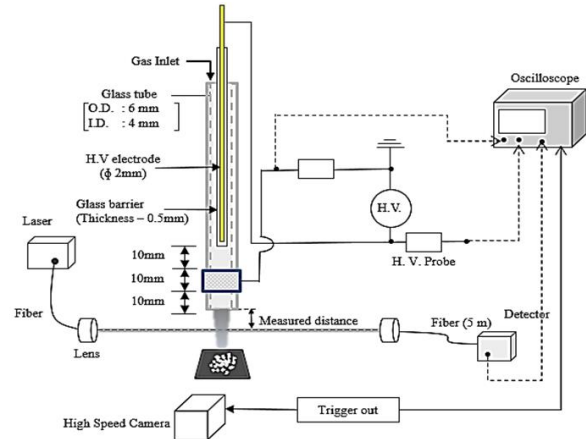 Gas Inlet
Oscilloscope
Glass tube
O.D. : 6 mm
I.D. : 4 mm
H.V electrode
(ϕ 2mm)
H.V.
Glass barrier
(Thickness – 0.5mm)
Laser
H. V. Probe
10mm
10mm
10mm
Detector
Fiber
Measured distance
Fiber (5 m)
Lens
Trigger out
High Speed Camera